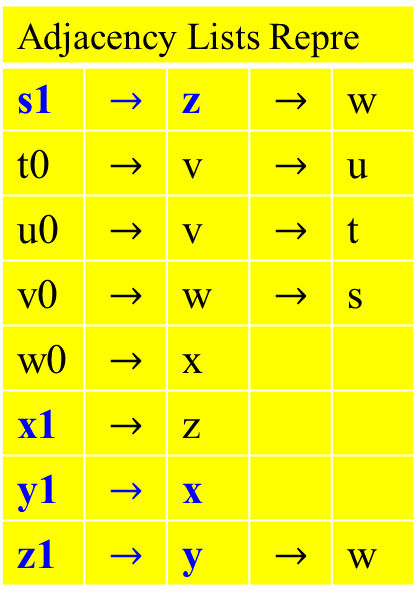 Adjacency Lists Repre
s1 → z → w
t0 → v → u
u0 → v → t
v0 → w → s
w0 → x
x1 → z
y1 → x
z1 → y → w